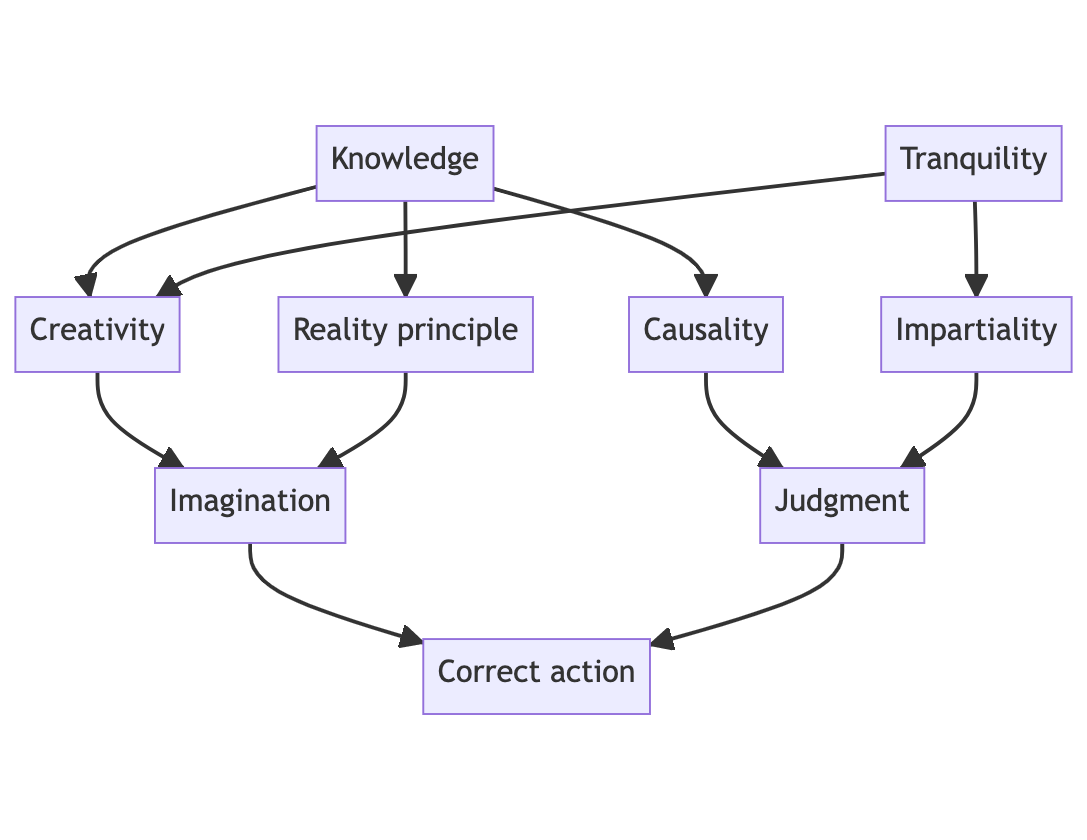 Knowledge
Tranquility
Creativity
Reality principle
Causality
Impartiality
Imagination
Judgment
Correct action